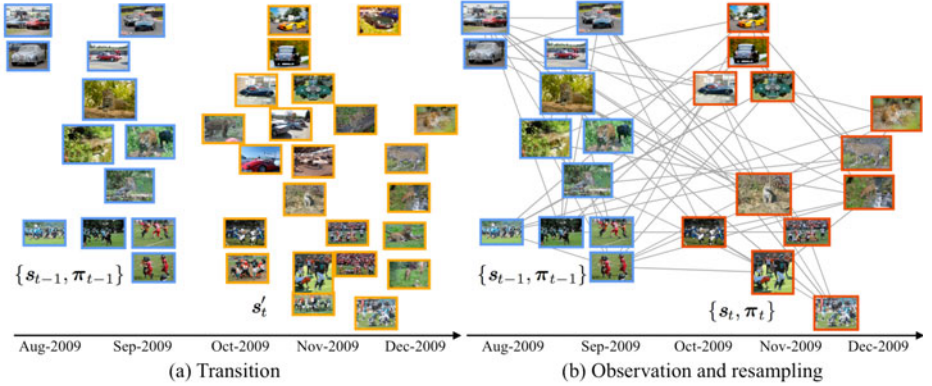 {s_{t−1}, π_{t−1}}
s′_t
Aug-2009 Sep-2009 Oct-2009 Nov-2009 Dec-2009
(a) Transition
{s_{t−1}, π_{t−1}}
{s_t, π_t}
Aug-2009 Sep-2009 Oct-2009 Nov-2009 Dec-2009
(b) Observation and resampling